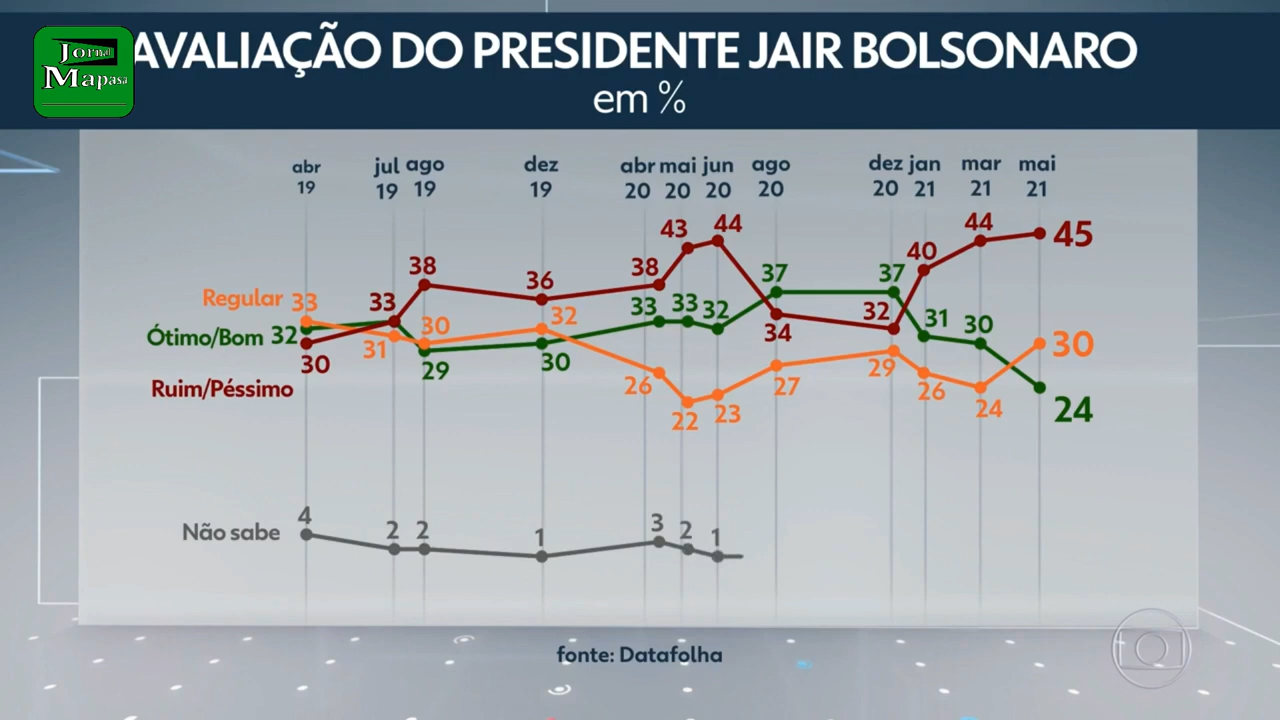 AVALIAÇÃO DO PRESIDENTE JAIR BOLSONARO
Jornal
Mapasa
em %
abr jul ago dez abr mai jun ago dez jan mar mai
19 19 19 19 20 20 20 20 20 21 21 21
Regular 33 31 30 32 26 22 23 27 29 26 24 30
Ótimo/Bom 32 33 29 30 33 33 32 37 37 31 30 24
Ruim/Péssimo 30 38 36 38 43 44 34 32 40 44 45
Não sabe 4 2 2 1 3 2 1
fonte: Datafolha